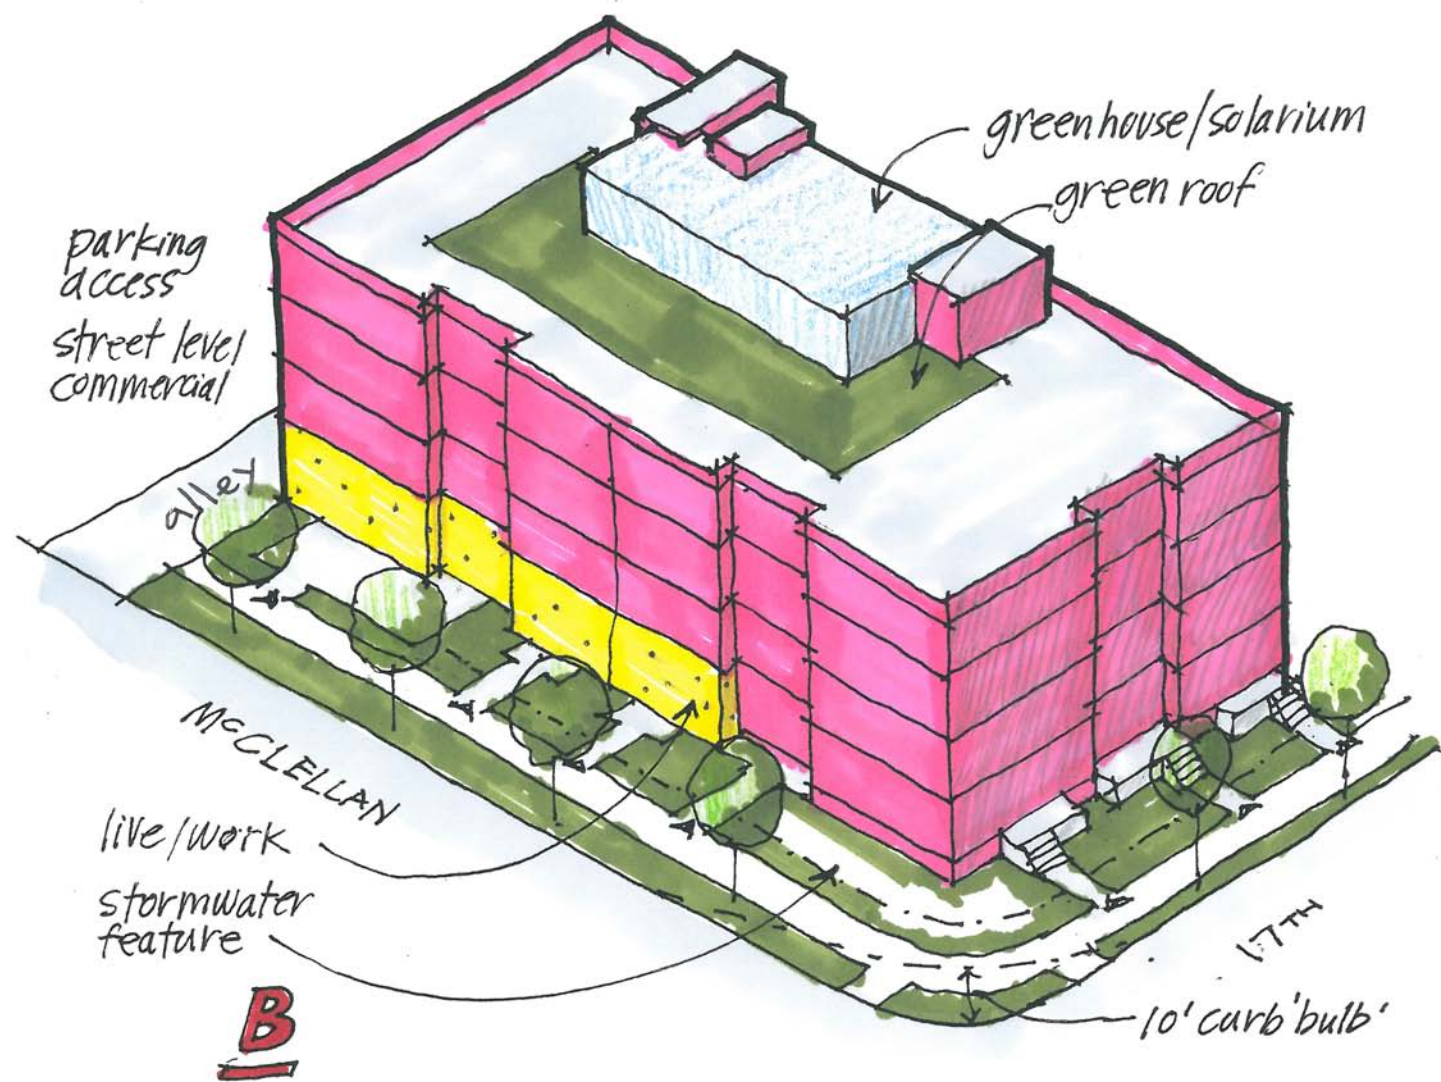 greenhouse/solarium
green roof
parking
access
street level
commercial
alley
McCLELLAN
live/work
stormwater
feature
17TH
10' curb 'bulb'
B